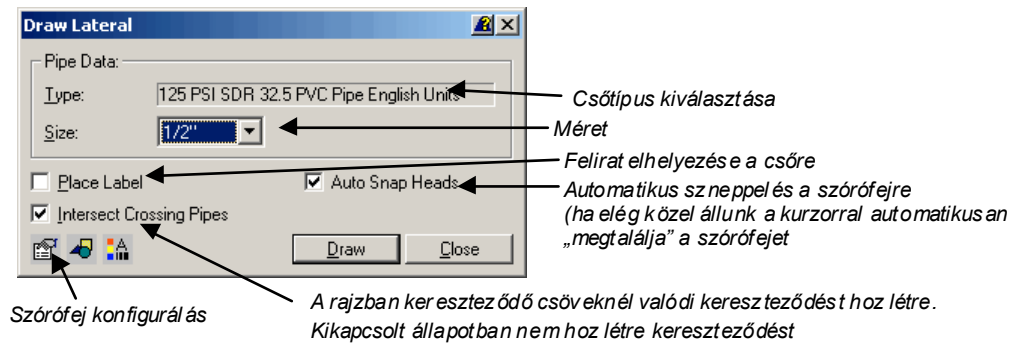 Draw Lateral
Pipe Data:
Type: 125 PSI SDR 32.5 PVC Pipe English Units
Csőtípus kiválasztása
Size: 1/2"
Méret
Felirat elhelyezése a csőre
Place Label
Auto Snap Heads
Automatikus szneppelés a szórófejre
(ha elég közel állunk a kurzorral automatikusan
„megtalálja” a szórófejet
Intersect Crossing Pipes
Draw
Close
Szórófej konfigurálás
A rajzban kereszteződő csöveknél valódi kereszteződést hoz létre.
Kikapcsolt állapotban nem hoz létre kereszteződést